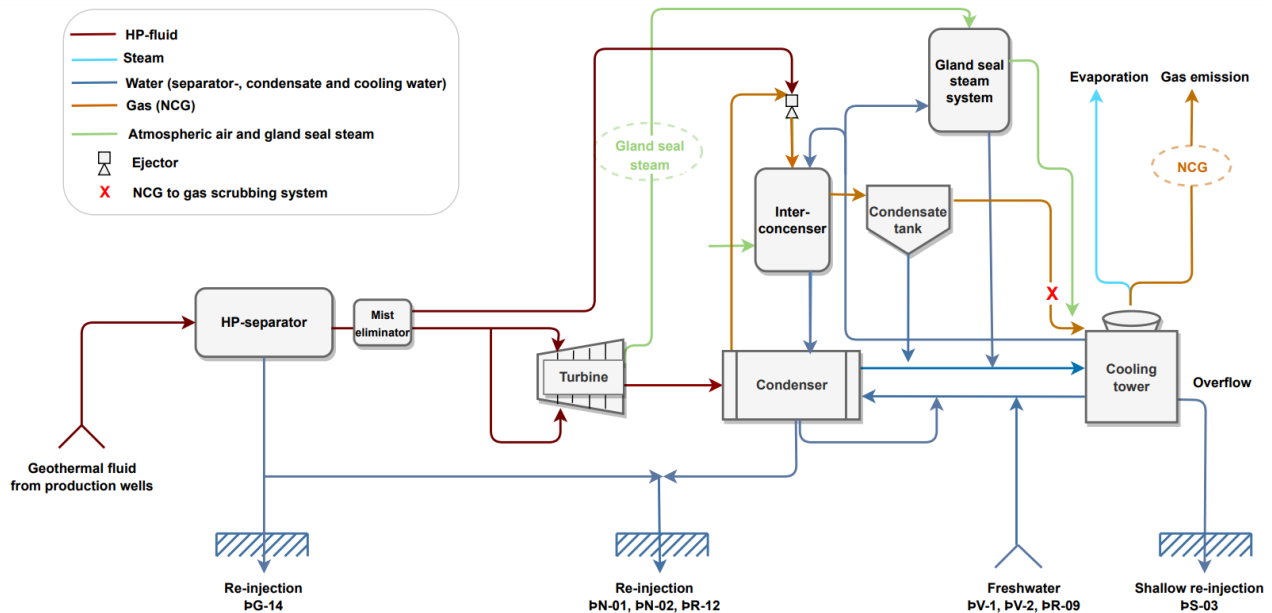 HP-fluid
Steam
Water (separator-, condensate and cooling water)
Gas (NCG)
Atmospheric air and gland seal steam
Ejector
X
NCG to gas scrubbing system
Gland seal
steam
system
Evaporation
Gas emission
Gland seal
steam
NCG
Inter-
concenser
Condensate
tank
X
HP-separator
Mist
eliminator
Turbine
Condenser
Cooling
tower
Overflow
Geothermal fluid
from production wells
Re-injection
ÞG-14
Re-injection
ÞN-01, ÞN-02, ÞR-12
Freshwater
ÞV-1, ÞV-2, ÞR-09
Shallow re-injection
ÞS-03